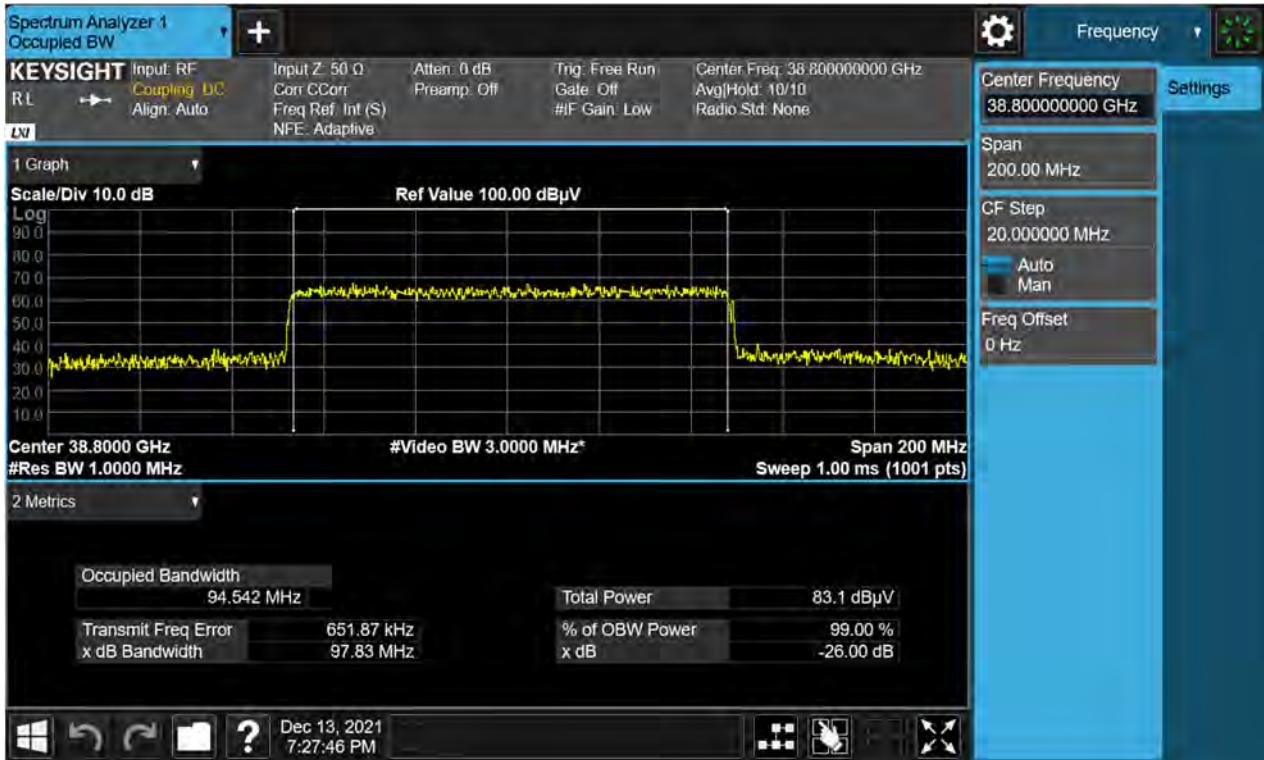 Spectrum Analyzer 1
Occupied BW
+
Frequency
KEYSIGHT
RL
LXI
Input: RF
Coupling: DC
Align: Auto
Input Z: 50 Ω
Corr CCorr
Freq Ref: Int (S)
NFE: Adaptive
Atten: 0 dB
Preamp: Off
Trig: Free Run
Gate: Off
#IF Gain: Low
Center Freq: 38.800000000 GHz
Avg|Hold: 10/10
Radio Std: None
1 Graph
Scale/Div 10.0 dB
Ref Value 100.00 dBµV
Log
90.0
80.0
70.0
60.0
50.0
40.0
30.0
20.0
10.0
Center 38.8000 GHz
#Video BW 3.0000 MHz*
Span 200 MHz
#Res BW 1.0000 MHz
Sweep 1.00 ms (1001 pts)
2 Metrics
Occupied Bandwidth
94.542 MHz
Total Power 83.1 dBµV
Transmit Freq Error 651.87 kHz
% of OBW Power 99.00 %
x dB Bandwidth 97.83 MHz
x dB -26.00 dB
?
Dec 13, 2021
7:27:46 PM
Center Frequency
38.800000000 GHz
Settings
Span
200.00 MHz
CF Step
20.000000 MHz
Auto
Man
Freq Offset
0 Hz